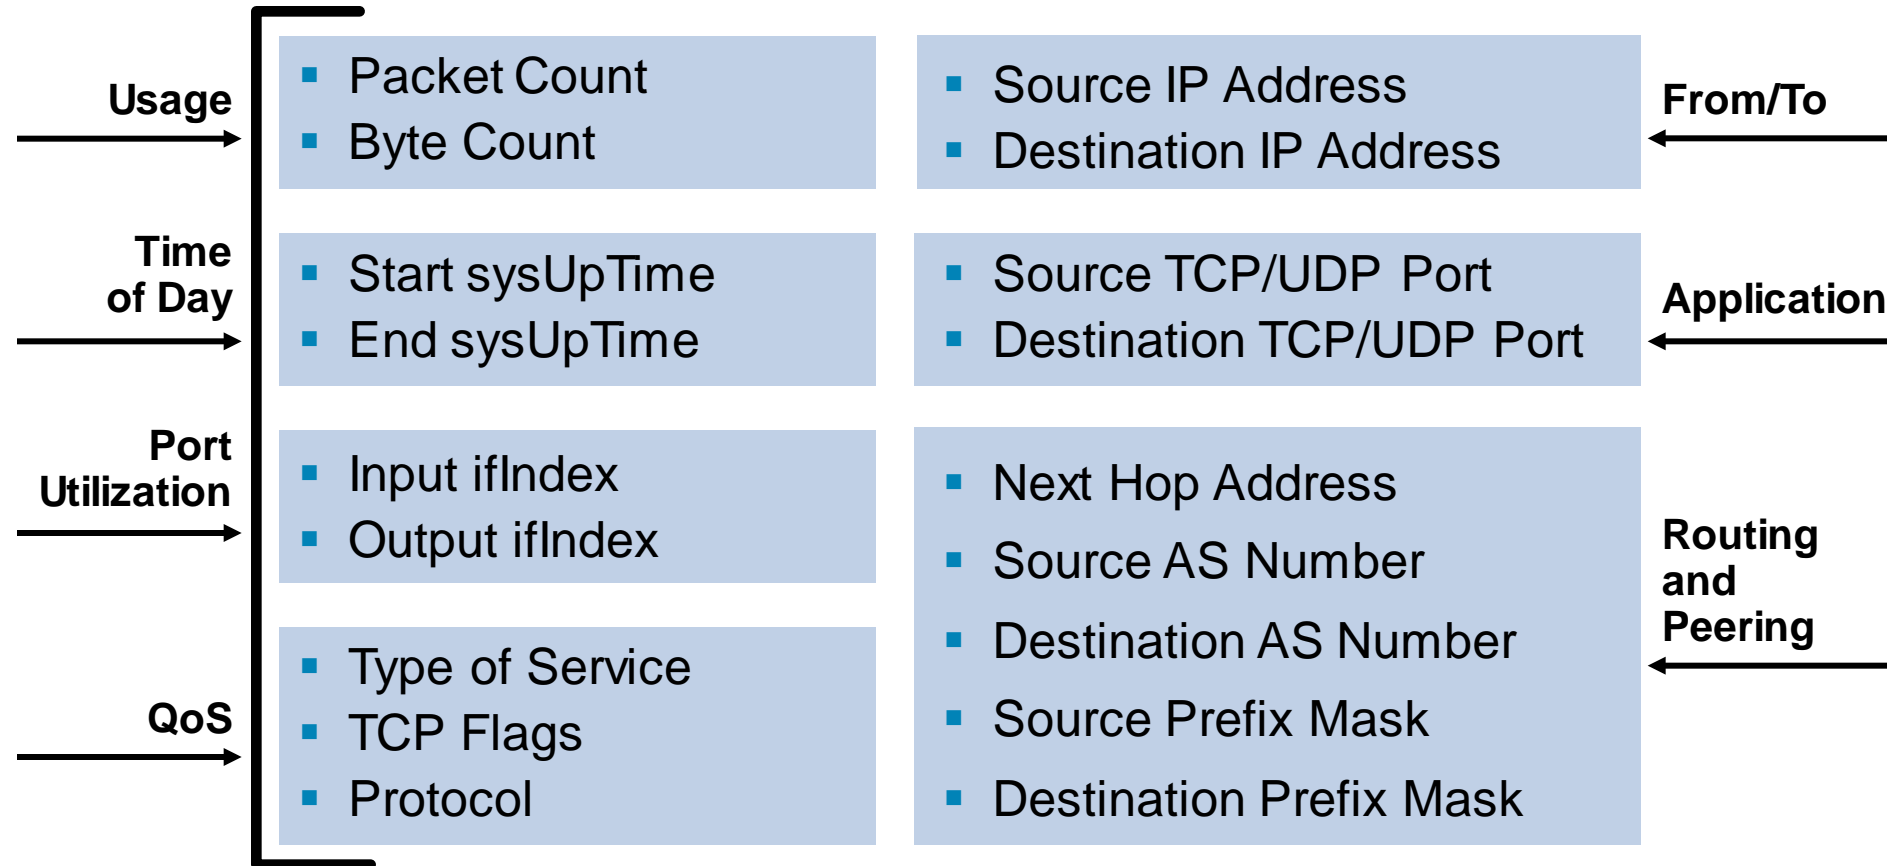 Usage
▪ Packet Count
▪ Byte Count
▪ Source IP Address
▪ Destination IP Address
From/To
Time
of Day
▪ Start sysUpTime
▪ End sysUpTime
▪ Source TCP/UDP Port
▪ Destination TCP/UDP Port
Application
Port
Utilization
▪ Input ifIndex
▪ Output ifIndex
QoS
▪ Type of Service
▪ TCP Flags
▪ Protocol
▪ Next Hop Address
▪ Source AS Number
▪ Destination AS Number
▪ Source Prefix Mask
▪ Destination Prefix Mask
Routing
and
Peering